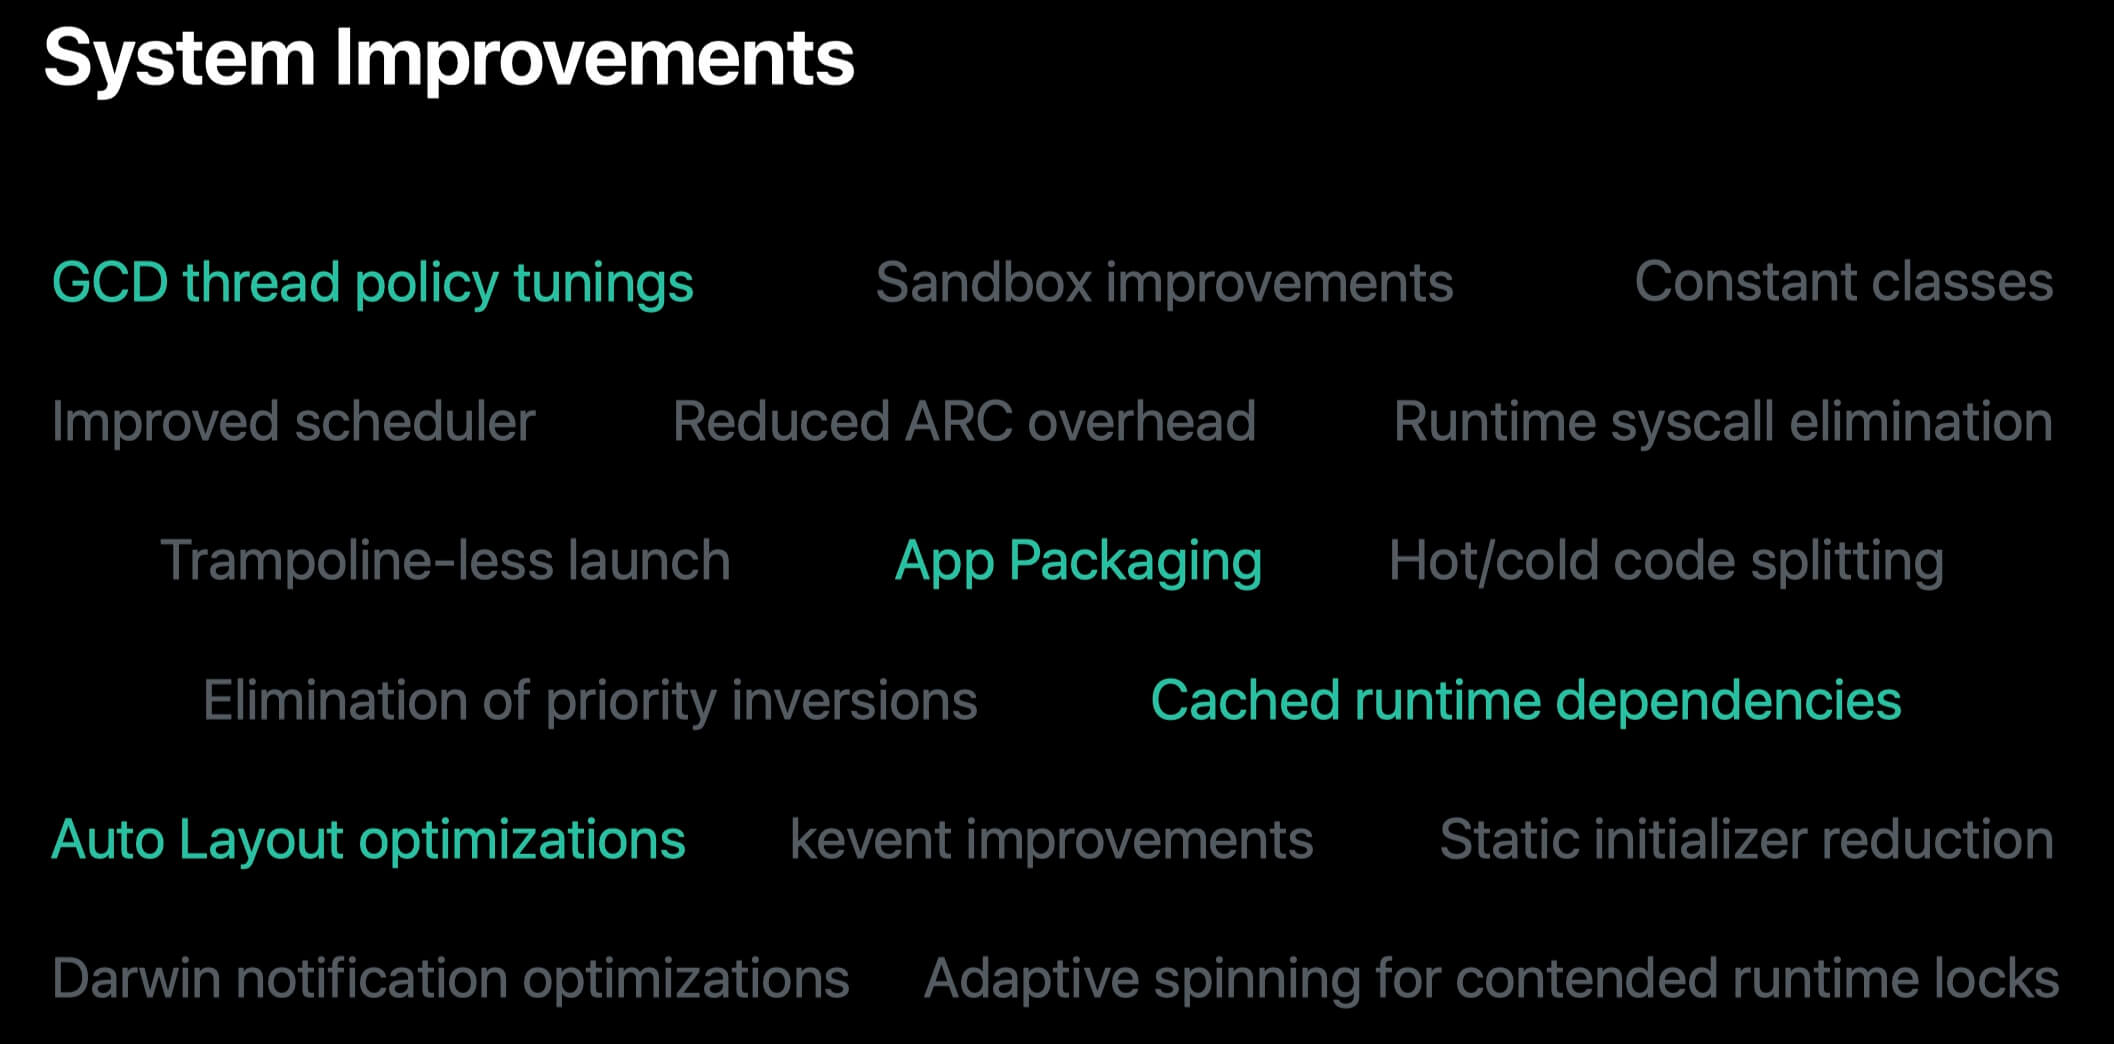 System Improvements
GCD thread policy tunings Sandbox improvements Constant classes
Improved scheduler Reduced ARC overhead Runtime syscall elimination
Trampoline-less launch App Packaging Hot/cold code splitting
Elimination of priority inversions Cached runtime dependencies
Auto Layout optimizations kevent improvements Static initializer reduction
Darwin notification optimizations Adaptive spinning for contended runtime locks